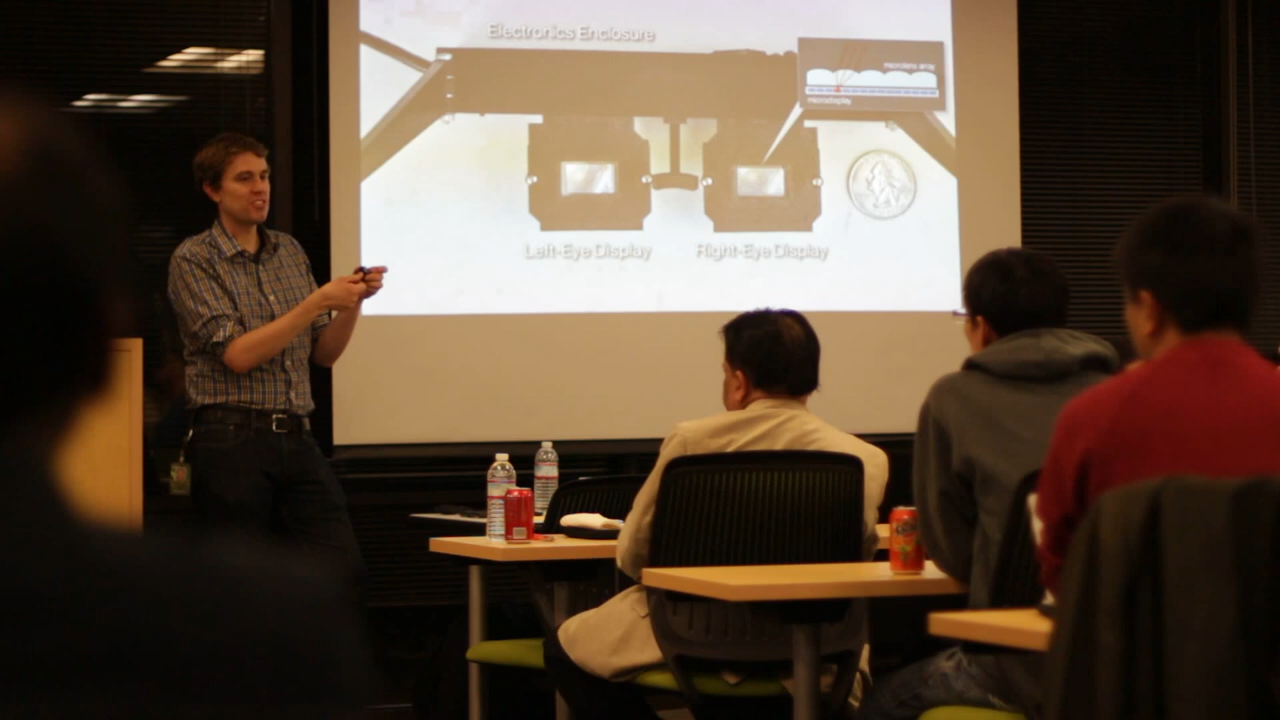 Electronics Enclosure
microlens array
microdisplay
Left-Eye Display
Right-Eye Display